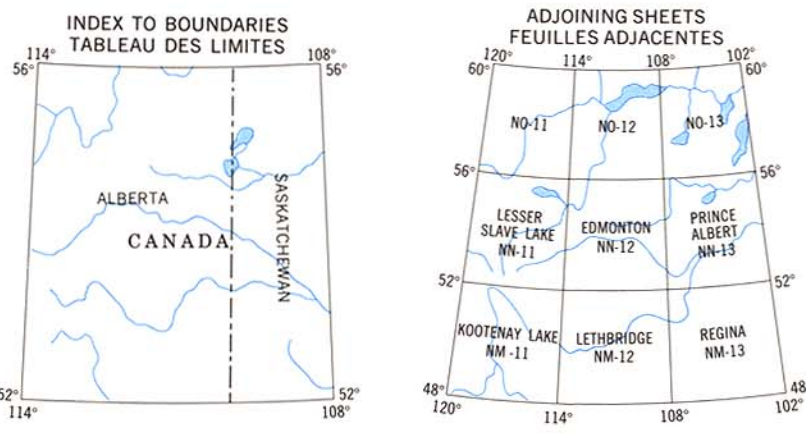 INDEX TO BOUNDARIES
TABLEAU DES LIMITES
114° 108°
56° 56°
ALBERTA
SASKATCHEWAN
CANADA
52° 52°
114° 108°
ADJOINING SHEETS
FEUILLES ADJACENTES
120° 114° 108° 102°
60° 60°
NO-11 NO-12 NO-13
56° 56°
LESSER
SLAVE LAKE
NN-11
EDMONTON
NN-12
PRINCE
ALBERT
NN-13
52° 52°
KOOTENAY LAKE
NM-11
LETHBRIDGE
NM-12
REGINA
NM-13
48° 48°
120° 114° 108° 102°